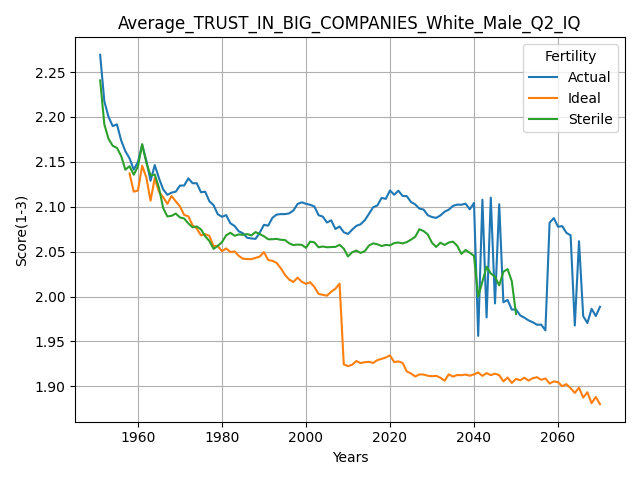 Average_TRUST_IN_BIG_COMPANIES_White_Male_Q2_IQ
Fertility
Actual
Ideal
Sterile
Score(1-3)
2.25
2.20
2.15
2.10
2.05
2.00
1.95
1.90
1960
1980
2000
2020
2040
2060
Years